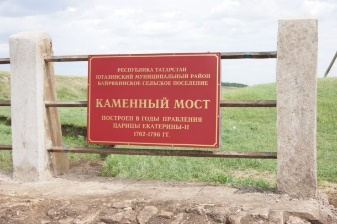 РЕСПУБЛИКА ТАТАРСТАН
ЮТАЗИНСКИЙ МУНИЦИПАЛЬНЫЙ РАЙОН
БАЙРЯКИНСКОЕ СЕЛЬСКОЕ ПОСЕЛЕНИЕ
КАМЕННЫЙ МОСТ
ПОСТРОЕН В ГОДЫ ПРАВЛЕНИЯ
ЦАРИЦЫ ЕКАТЕРИНЫ-II
1762-1796 ГГ.